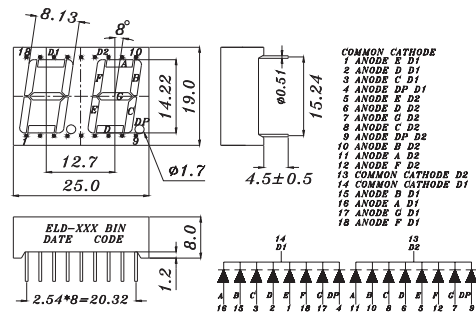 8.13
8°
18 D1 D2 10
A
F B
G
E C
D DP
1 9
14.22
19.0
12.7
ø1.7
25.0
ø0.51
15.24
4.5±0.5
COMMON CATHODE
1 ANODE E D1
2 ANODE D D1
3 ANODE C D1
4 ANODE DP D1
5 ANODE E D2
6 ANODE D D2
7 ANODE G D2
8 ANODE C D2
9 ANODE DP D2
10 ANODE B D2
11 ANODE A D2
12 ANODE F D2
13 COMMON CATHODE D2
14 COMMON CATHODE D1
15 ANODE B D1
16 ANODE A D1
17 ANODE G D1
18 ANODE F D1
ELD-XXX BIN
DATE CODE
8.0
1.2
2.54*8=20.32
14
D1
A B C D E F G DP
16 15 3 2 1 18 17 4
13
D2
A B C D E F G DP
11 10 8 6 5 12 7 9